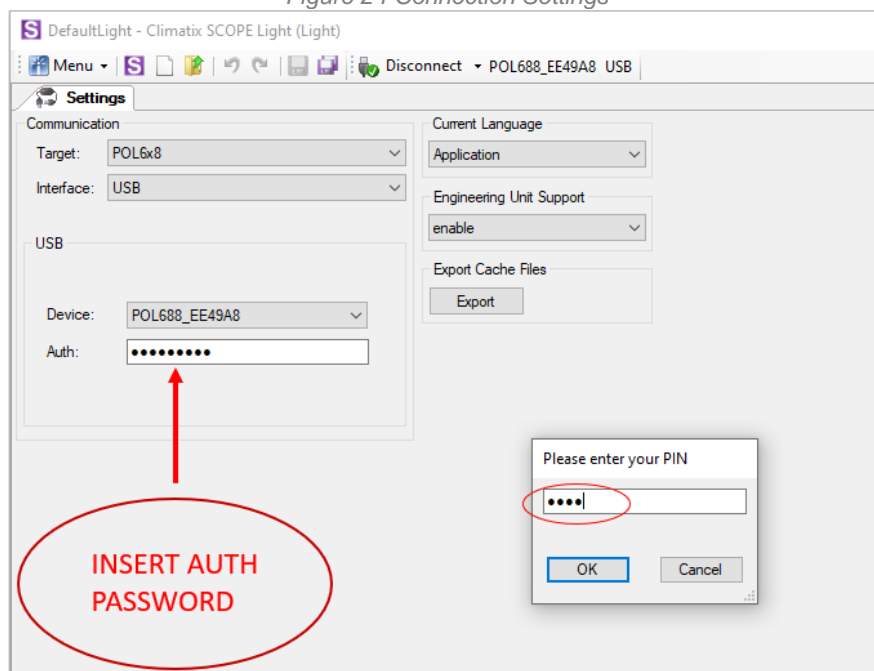 Figure 2 : Connection Settings
DefaultLight - Climatix SCOPE Light (Light)
Menu Disconnect POL688_EE49A8 USB
Settings
Communication
Target: POL6x8
Interface: USB
USB
Device: POL688_EE49A8
Auth: •••••••••
INSERT AUTH
PASSWORD
Current Language
Application
Engineering Unit Support
enable
Export Cache Files
Export
Please enter your PIN
••••
OK Cancel